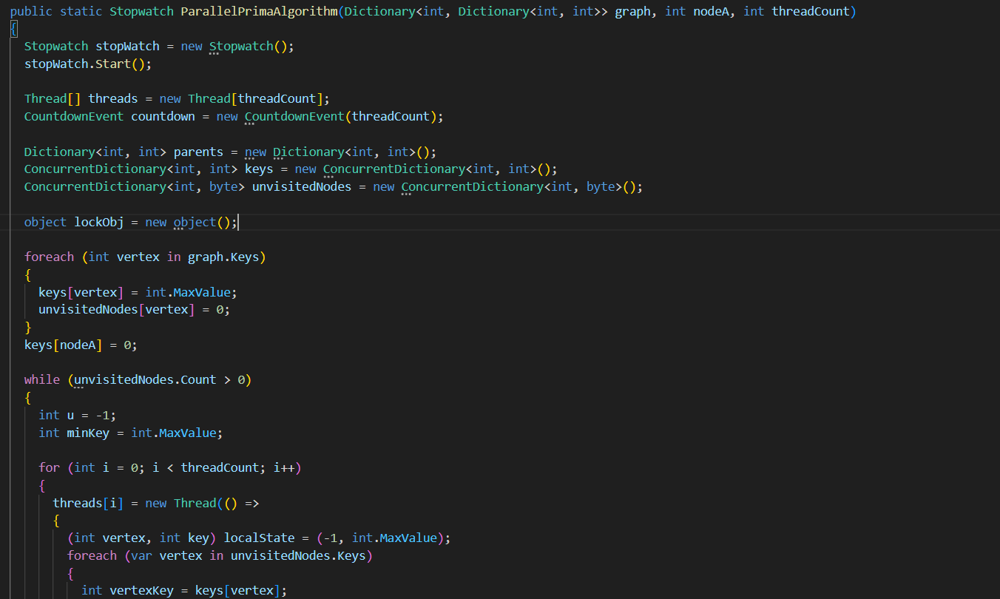 public static Stopwatch ParallelPrimaAlgorithm(Dictionary<int, Dictionary<int, int>> graph, int nodeA, int threadCount)
{
Stopwatch stopWatch = new Stopwatch();
stopWatch.Start();
Thread[] threads = new Thread[threadCount];
CountdownEvent countdown = new CountdownEvent(threadCount);
Dictionary<int, int> parents = new Dictionary<int, int>();
ConcurrentDictionary<int, int> keys = new ConcurrentDictionary<int, int>();
ConcurrentDictionary<int, byte> unvisitedNodes = new ConcurrentDictionary<int, byte>();
object lockObj = new object();
foreach (int vertex in graph.Keys)
{
keys[vertex] = int.MaxValue;
unvisitedNodes[vertex] = 0;
}
keys[nodeA] = 0;
while (unvisitedNodes.Count > 0)
{
int u = -1;
int minKey = int.MaxValue;
for (int i = 0; i < threadCount; i++)
{
threads[i] = new Thread(() =>
{
(int vertex, int key) localState = (-1, int.MaxValue);
foreach (var vertex in unvisitedNodes.Keys)
{
int vertexKey = keys[vertex];